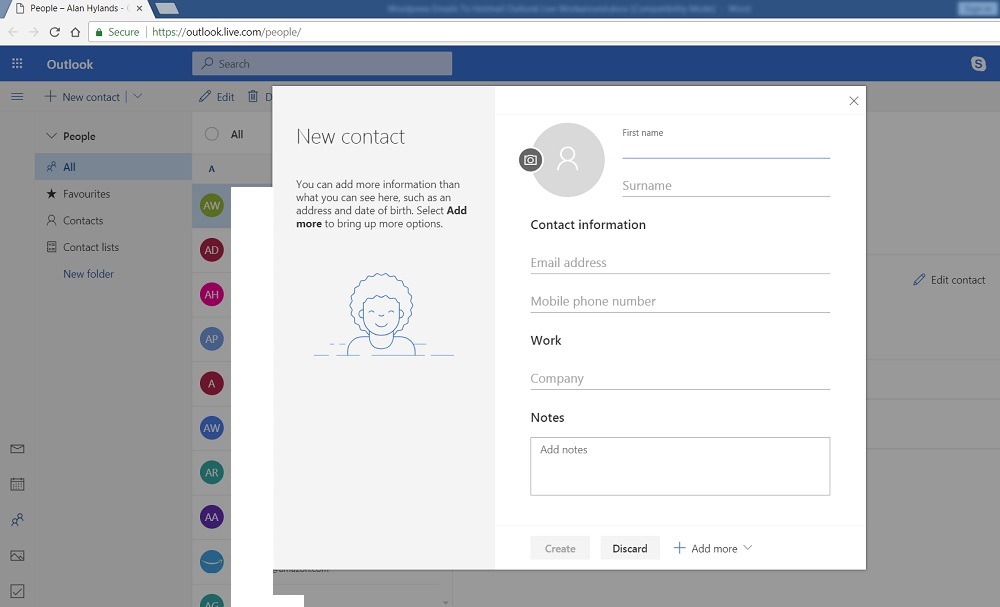 People – Alan Hylands -
Secure https://outlook.live.com/people/
Outlook
Search
New contact
Edit
D
People
All
Favourites
Contacts
Contact lists
New folder
All
A
AW
AD
AH
AP
A
AW
AR
AA
AG
@amazon.com
New contact
You can add more information than
what you can see here, such as an
address and date of birth. Select Add
more to bring up more options.
First name
Surname
Contact information
Email address
Mobile phone number
Work
Company
Notes
Add notes
Create
Discard
Add more
Edit contact